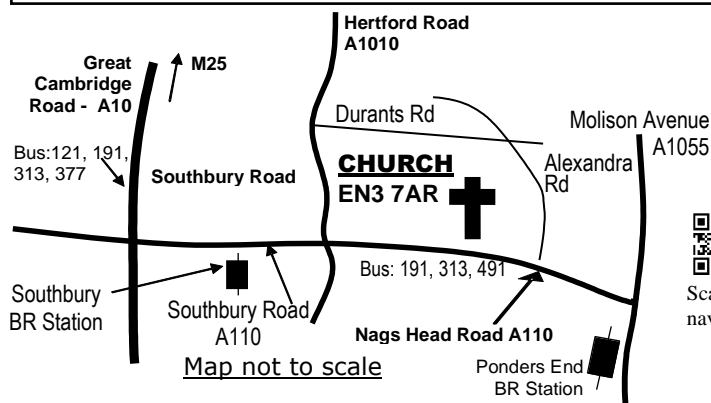 Hertford Road
A1010
Great
Cambridge
Road - A10
M25
Durants Rd
Molison Avenue
A1055
Bus:121, 191,
313, 377
Southbury Road
CHURCH
EN3 7AR
Alexandra
Rd
Bus: 191, 313, 491
Southbury
BR Station
Southbury Road
A110
Nags Head Road A110
Map not to scale
Ponders End
BR Station